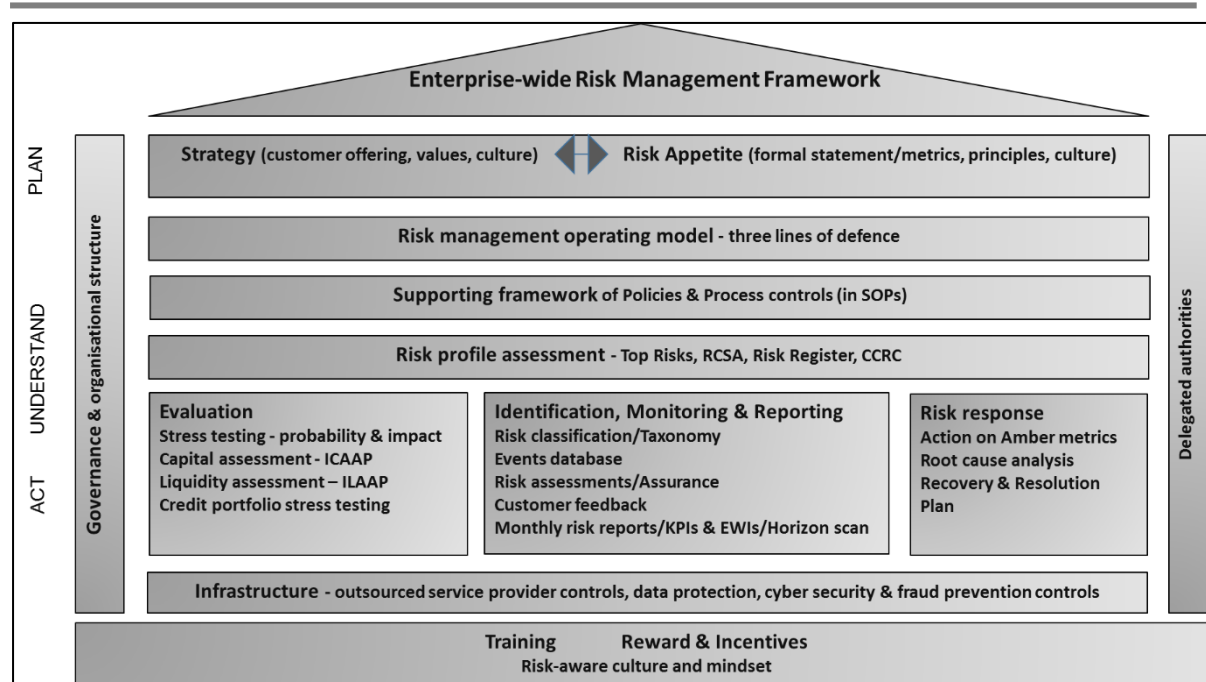 Enterprise-wide Risk Management Framework
PLAN
UNDERSTAND
ACT
Governance & organisational structure
Strategy (customer offering, values, culture) Risk Appetite (formal statement/metrics, principles, culture)
Risk management operating model - three lines of defence
Supporting framework of Policies & Process controls (in SOPs)
Risk profile assessment - Top Risks, RCSA, Risk Register, CCRC
Evaluation
Stress testing - probability & impact
Capital assessment - ICAAP
Liquidity assessment – ILAAP
Credit portfolio stress testing
Identification, Monitoring & Reporting
Risk classification/Taxonomy
Events database
Risk assessments/Assurance
Customer feedback
Monthly risk reports/KPIs & EWIs/Horizon scan
Risk response
Action on Amber metrics
Root cause analysis
Recovery & Resolution
Plan
Delegated authorities
Infrastructure - outsourced service provider controls, data protection, cyber security & fraud prevention controls
Training Reward & Incentives
Risk-aware culture and mindset